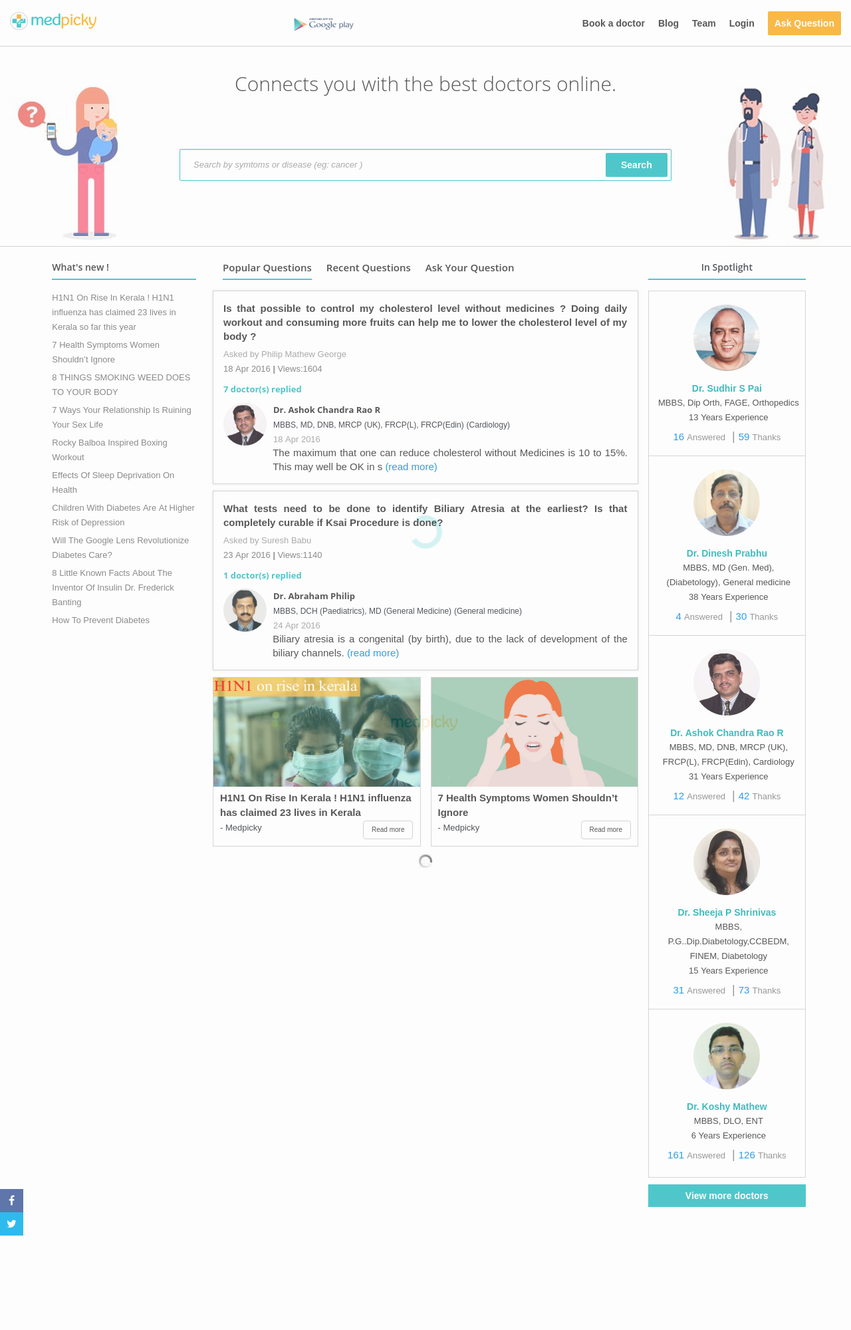 medpicky
Google play
Book a doctor
Blog
Team
Login
Ask Question
Connects you with the best doctors online.
?
Search by symtoms or disease (eg: cancer )
Search
What's new !
H1N1 On Rise In Kerala ! H1N1
influenza has claimed 23 lives in
Kerala so far this year
7 Health Symptoms Women
Shouldn't Ignore
8 THINGS SMOKING WEED DOES
TO YOUR BODY
7 Ways Your Relationship Is Ruining
Your Sex Life
Rocky Balboa Inspired Boxing
Workout
Effects Of Sleep Deprivation On
Health
Children With Diabetes Are At Higher
Risk of Depression
Will The Google Lens Revolutionize
Diabetes Care?
8 Little Known Facts About The
Inventor Of Insulin Dr. Frederick
Banting
How To Prevent Diabetes
Popular Questions
Recent Questions
Ask Your Question
Is that possible to control my cholesterol level without medicines ? Doing daily
workout and consuming more fruits can help me to lower the cholesterol level of my
body ?
Asked by Philip Mathew George
18 Apr 2016 | Views:1604
7 doctor(s) replied
Dr. Ashok Chandra Rao R
MBBS, MD, DNB, MRCP (UK), FRCP(L), FRCP(Edin) (Cardiology)
18 Apr 2016
The maximum that one can reduce cholesterol without Medicines is 10 to 15%.
This may well be OK in s (read more)
What tests need to be done to identify Biliary Atresia at the earliest? Is that
completely curable if Ksai Procedure is done?
Asked by Suresh Babu
23 Apr 2016 | Views:1140
1 doctor(s) replied
Dr. Abraham Philip
MBBS, DCH (Paediatrics), MD (General Medicine) (General medicine)
24 Apr 2016
Biliary atresia is a congenital (by birth), due to the lack of development of the
biliary channels. (read more)
H1N1 on rise in kerala
medpicky
H1N1 On Rise In Kerala ! H1N1 influenza
has claimed 23 lives in Kerala
- Medpicky
Read more
7 Health Symptoms Women Shouldn't
Ignore
- Medpicky
Read more
In Spotlight
Dr. Sudhir S Pai
MBBS, Dip Orth, FAGE, Orthopedics
13 Years Experience
16 Answered | 59 Thanks
Dr. Dinesh Prabhu
MBBS, MD (Gen. Med),
(Diabetology), General medicine
38 Years Experience
4 Answered | 30 Thanks
Dr. Ashok Chandra Rao R
MBBS, MD, DNB, MRCP (UK),
FRCP(L), FRCP(Edin), Cardiology
31 Years Experience
12 Answered | 42 Thanks
Dr. Sheeja P Shrinivas
MBBS,
P.G..Dip.Diabetology,CCBEDM,
FINEM, Diabetology
15 Years Experience
31 Answered | 73 Thanks
Dr. Koshy Mathew
MBBS, DLO, ENT
6 Years Experience
161 Answered | 126 Thanks
View more doctors